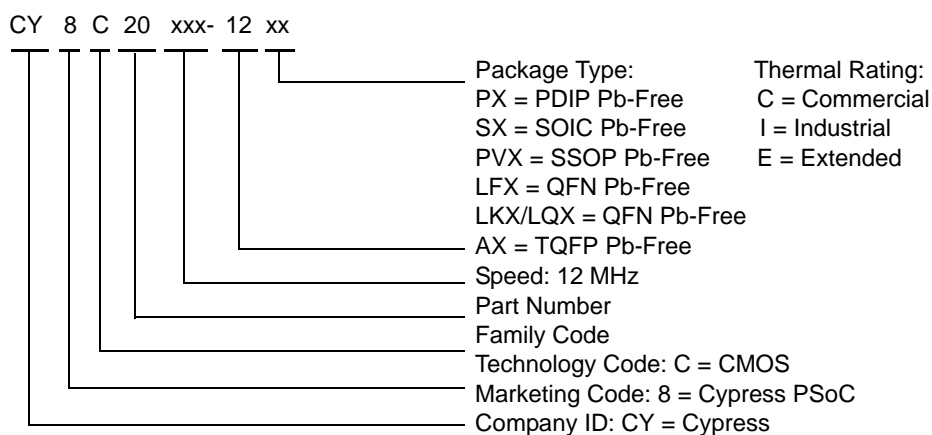 CY 8 C 20 xxx- 12 xx
Package Type: Thermal Rating:
PX = PDIP Pb-Free C = Commercial
SX = SOIC Pb-Free I = Industrial
PVX = SSOP Pb-Free E = Extended
LFX = QFN Pb-Free
LKX/LQX = QFN Pb-Free
AX = TQFP Pb-Free
Speed: 12 MHz
Part Number
Family Code
Technology Code: C = CMOS
Marketing Code: 8 = Cypress PSoC
Company ID: CY = Cypress